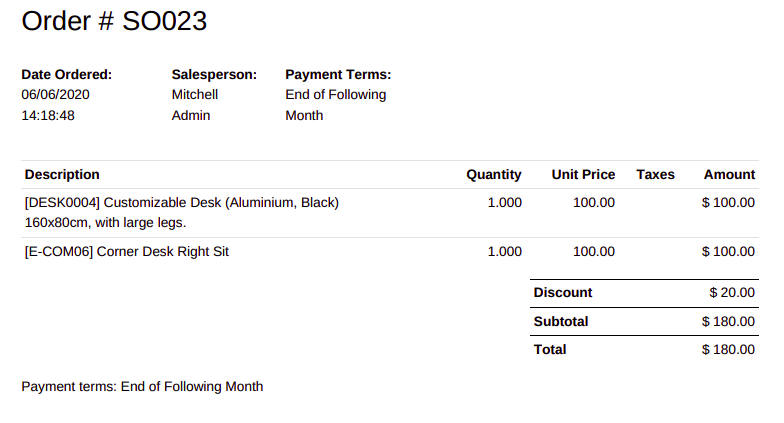 Order # SO023
Date Ordered: Salesperson: Payment Terms:
06/06/2020 Mitchell End of Following
14:18:48 Admin Month
Description Quantity Unit Price Taxes Amount
[DESK0004] Customizable Desk (Aluminium, Black) 1.000 100.00 $ 100.00
160x80cm, with large legs.
[E-COM06] Corner Desk Right Sit 1.000 100.00 $ 100.00
Discount $ 20.00
Subtotal $ 180.00
Total $ 180.00
Payment terms: End of Following Month